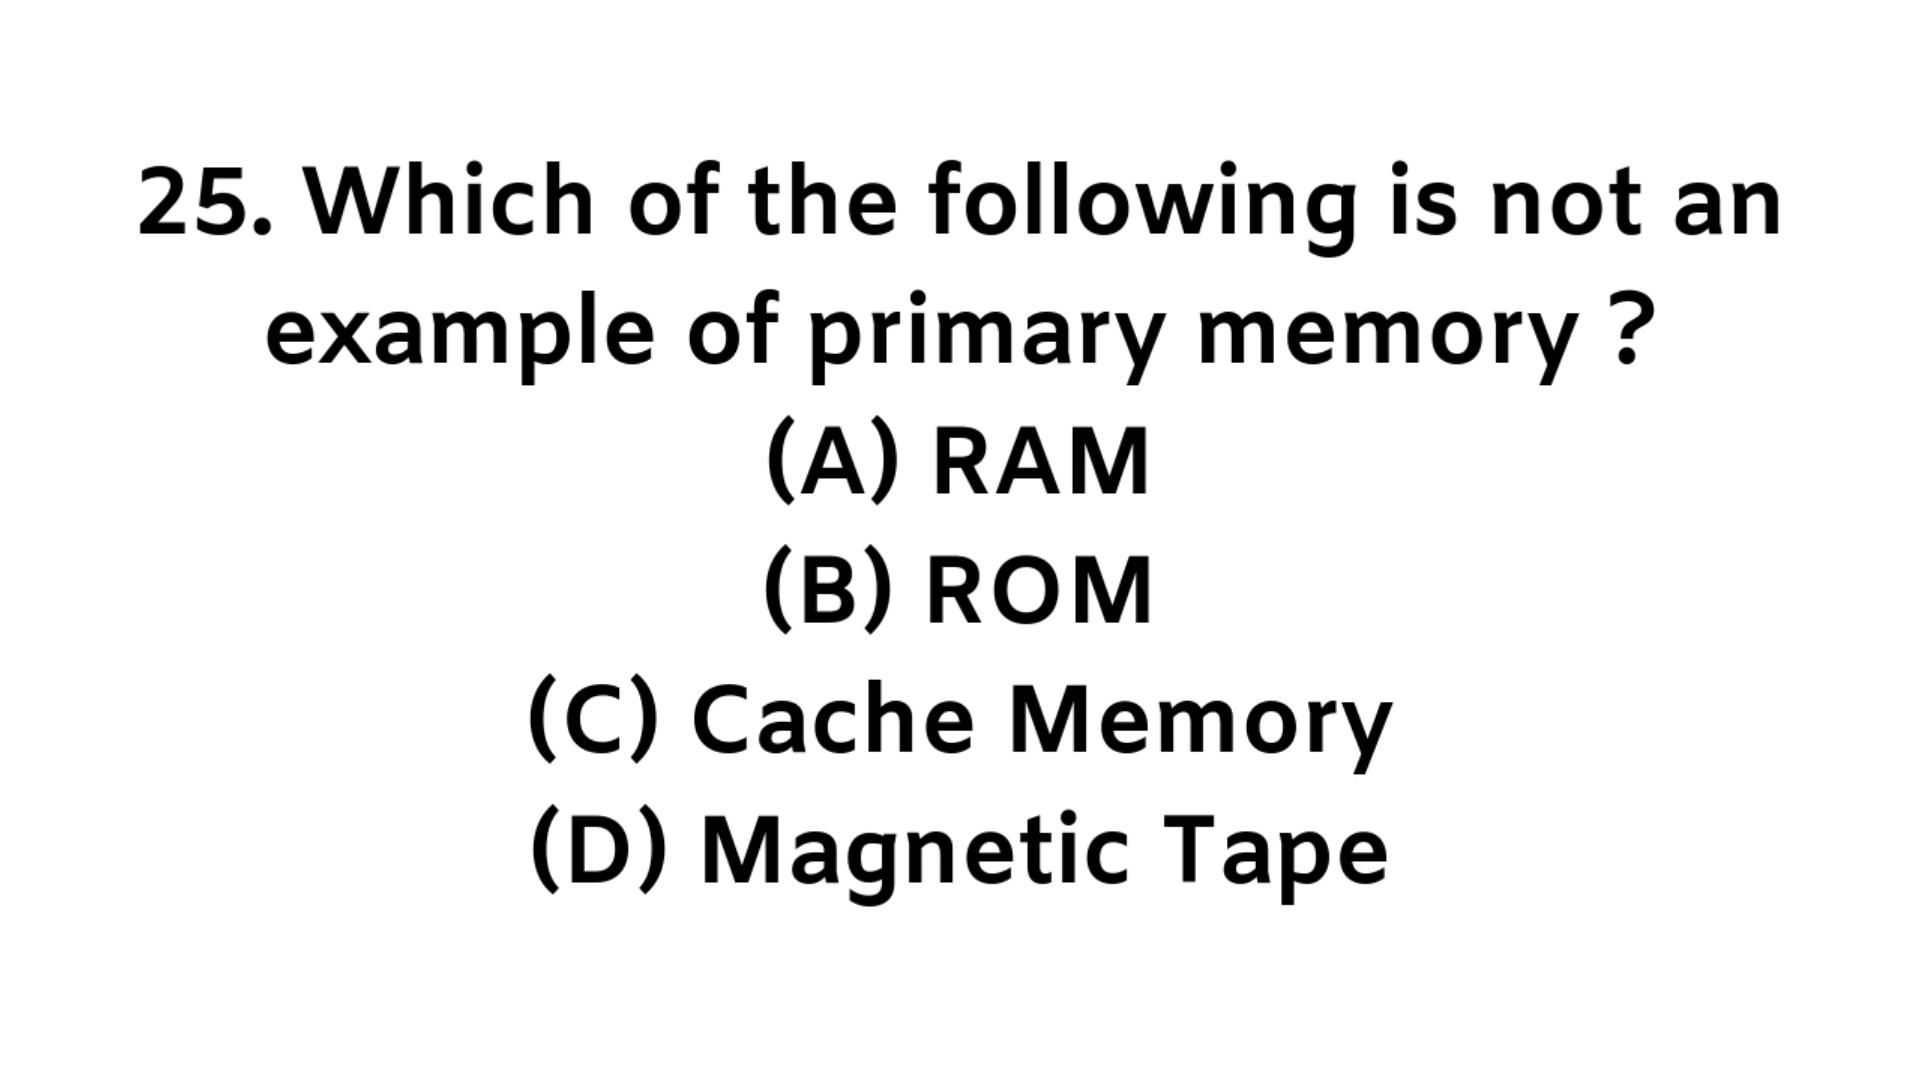 25. Which of the following is not an
example of primary memory ?
(A) RAM
(B) ROM
(C) Cache Memory
(D) Magnetic Tape